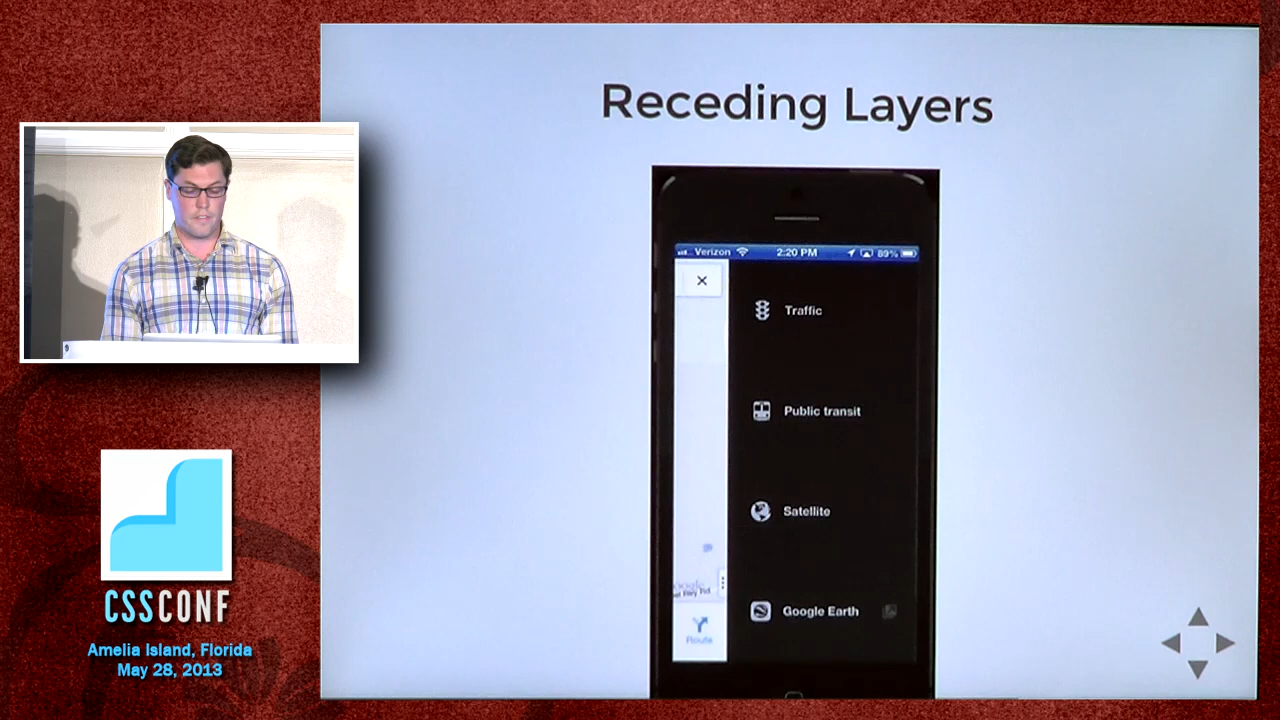 Receding Layers
Verizon
2:20 PM
89%
×
Traffic
Public transit
Satellite
Google Earth
Route
CSSCONF
Amelia Island, Florida
May 28, 2013